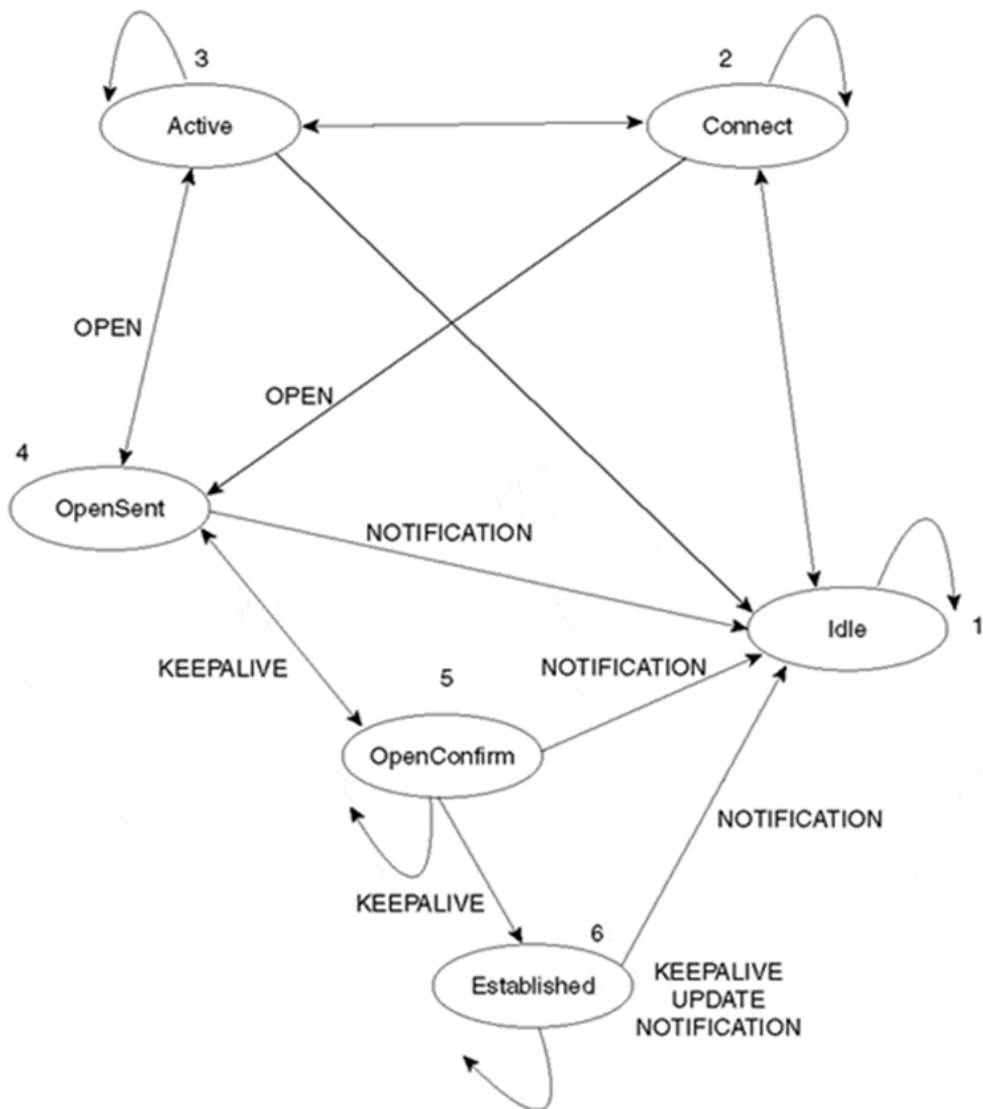 3
2
Active
Connect
OPEN
OPEN
4
OpenSent
NOTIFICATION
Idle
1
KEEPALIVE
5
NOTIFICATION
OpenConfirm
NOTIFICATION
KEEPALIVE
6
Established
KEEPALIVE
UPDATE
NOTIFICATION